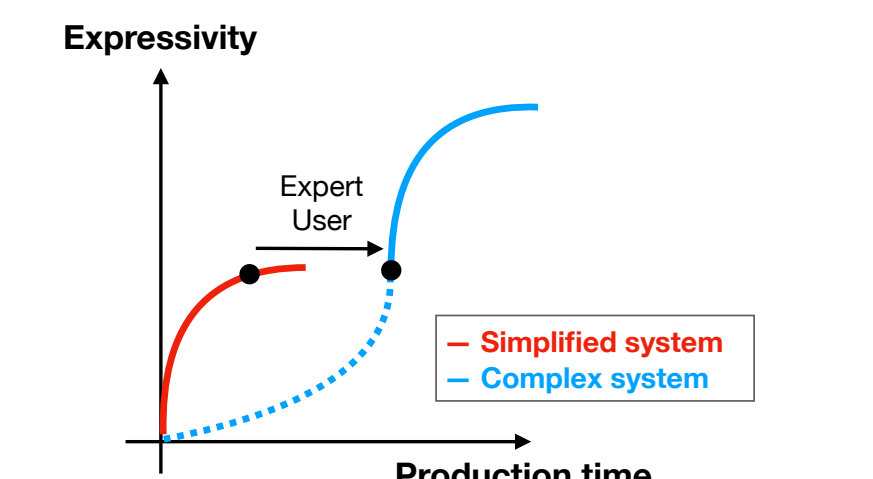 Expressivity
Expert
User
— Simplified system
— Complex system
Production time